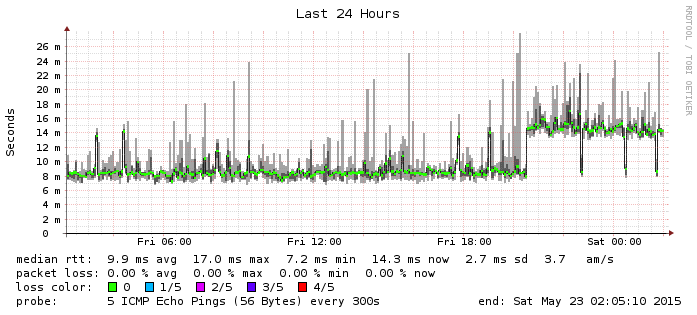 Last 24 Hours
RRDTOOL / TOBI OETIKER
Seconds
26 m
24 m
22 m
20 m
18 m
16 m
14 m
12 m
10 m
8 m
6 m
4 m
2 m
0
Fri 06:00 Fri 12:00 Fri 18:00 Sat 00:00
median rtt: 9.9 ms avg 17.0 ms max 7.2 ms min 14.3 ms now 2.7 ms sd 3.7 am/s
packet loss: 0.00 % avg 0.00 % max 0.00 % min 0.00 % now
loss color: 0 1/5 2/5 3/5 4/5
probe: 5 ICMP Echo Pings (56 Bytes) every 300s end: Sat May 23 02:05:10 2015